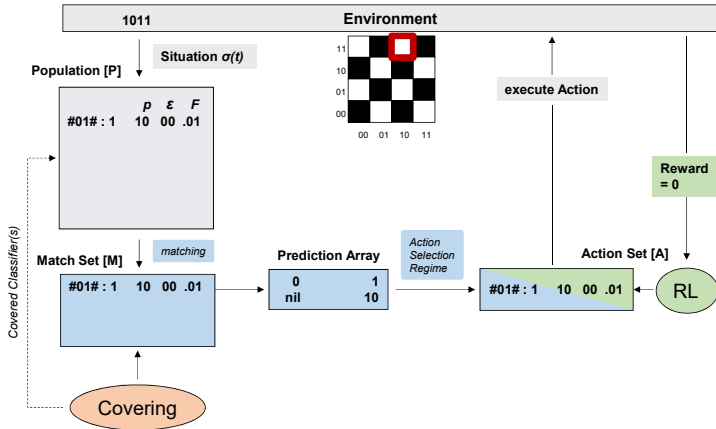 Environment
1011
Situation σ(t)
Population [P]
p ε F
#01# : 1 10 00 .01
11
10
01
00
00 01 10 11
execute Action
Reward
= 0
Covered Classifier(s)
matching
Match Set [M]
#01# : 1 10 00 .01
Prediction Array
0 1
nil 10
Action
Selection
Regime
Action Set [A]
#01# : 1 10 00 .01
RL
Covering